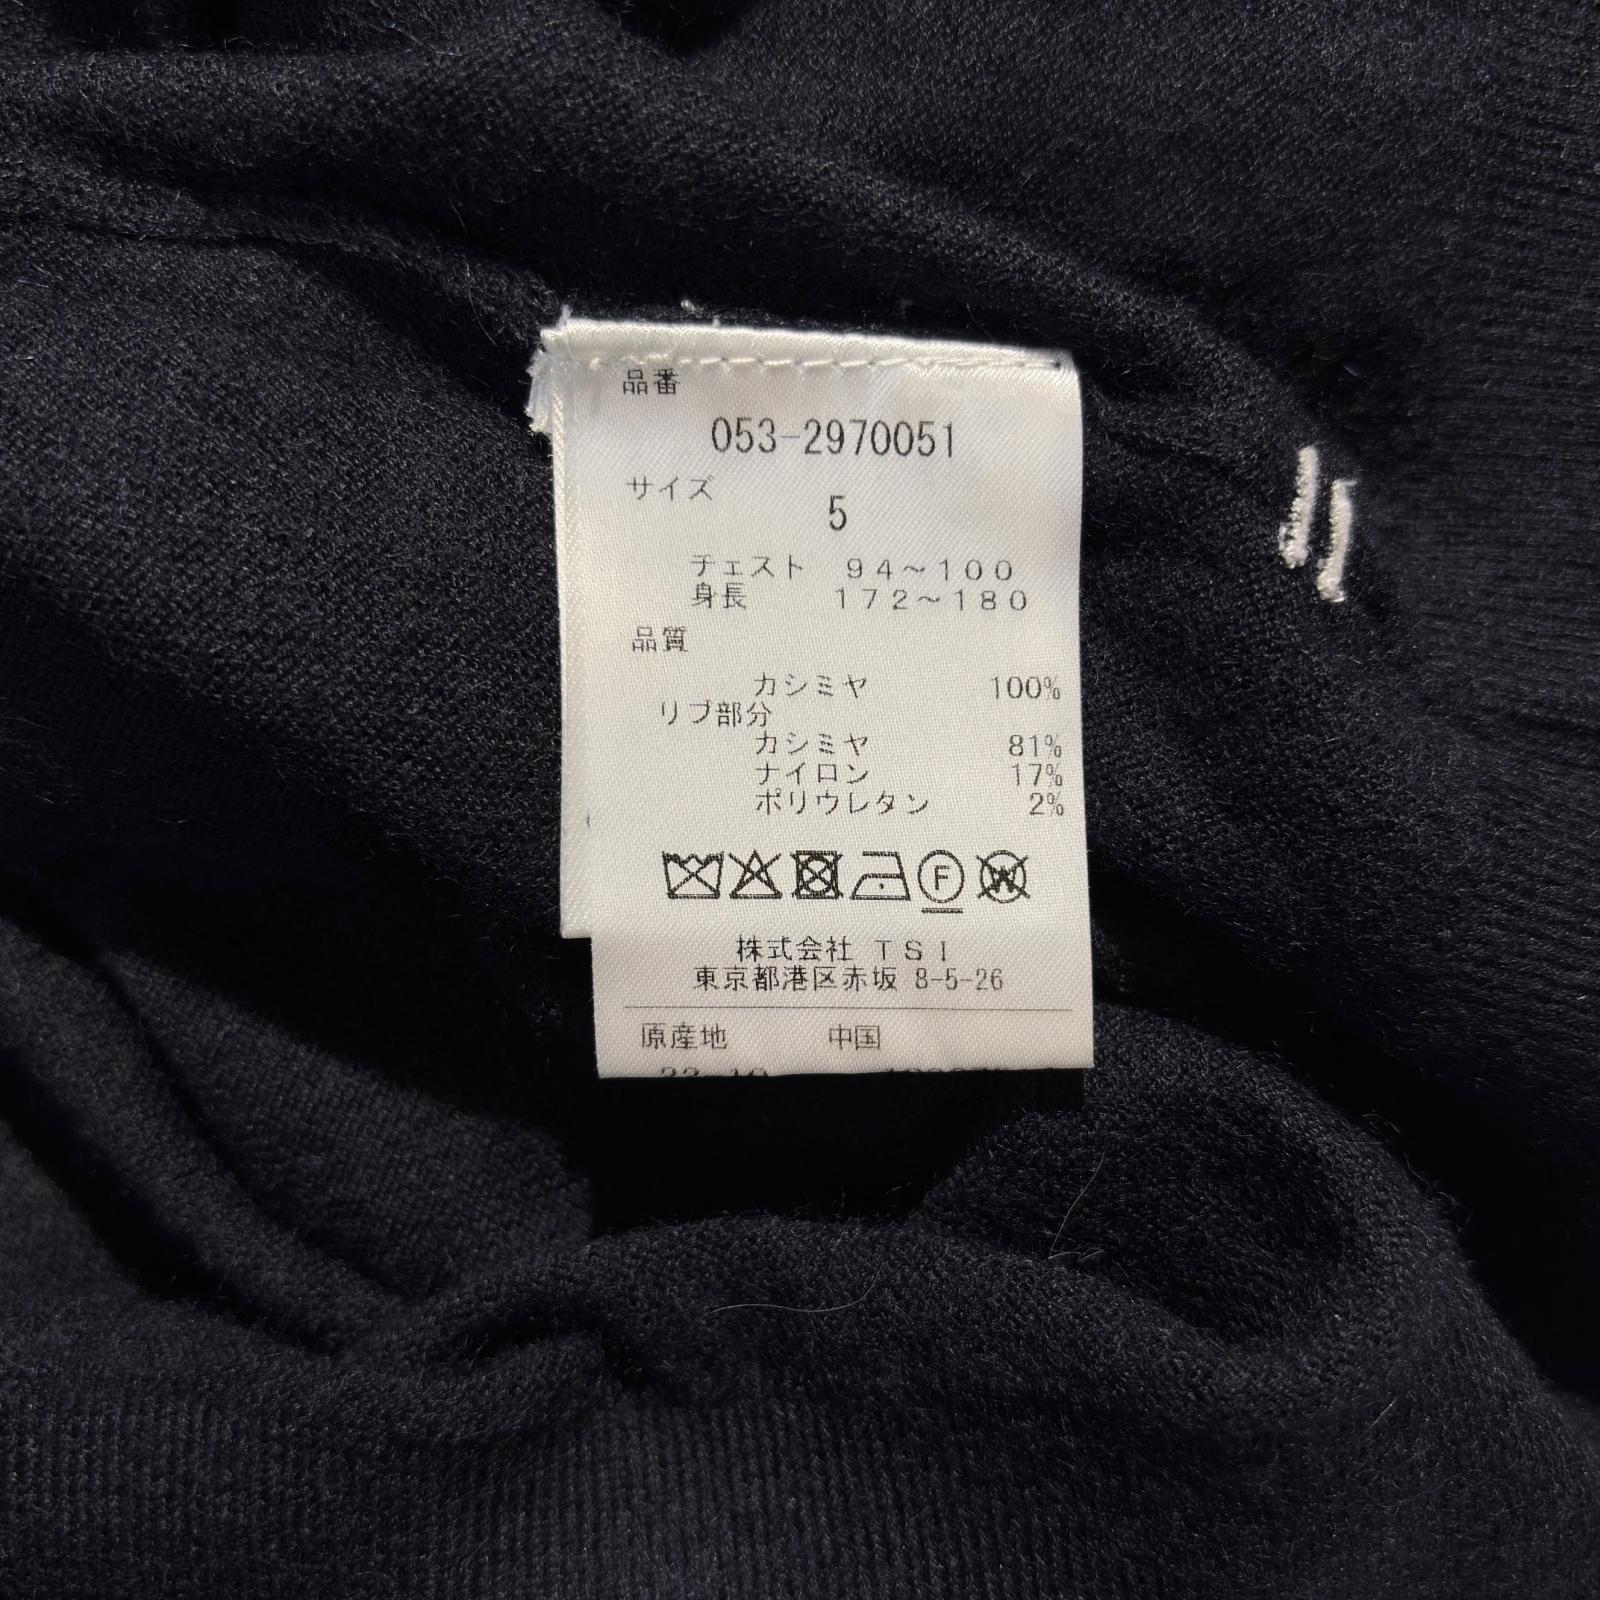 品番
053-2970051
サイズ
5
チェスト 94～100
身長 172～180
品質
カシミヤ 100%
リブ部分
カシミヤ 81%
ナイロン 17%
ポリウレタン 2%
F
W
株式会社 TSI
東京都港区赤坂 8-5-26
原産地 中国